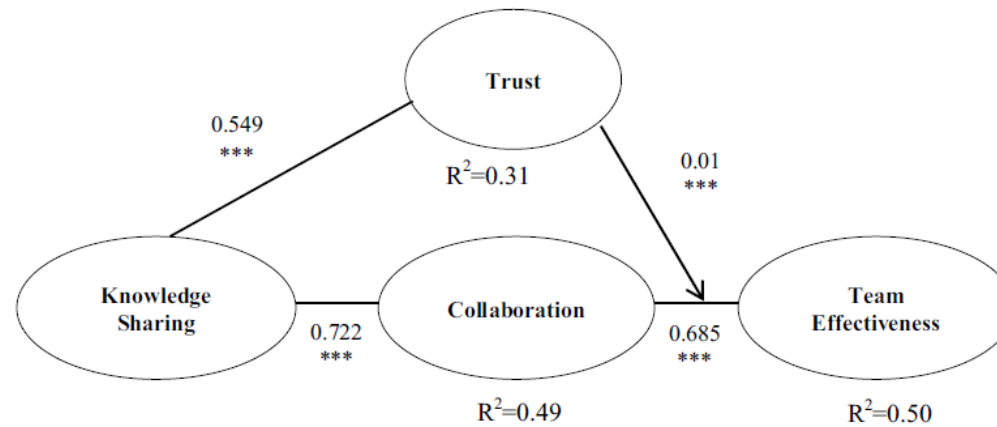 Trust
0.549
***
0.01
***
R²=0.31
Knowledge
Sharing
Collaboration
Team
Effectiveness
0.722
***
0.685
***
R²=0.49
R²=0.50